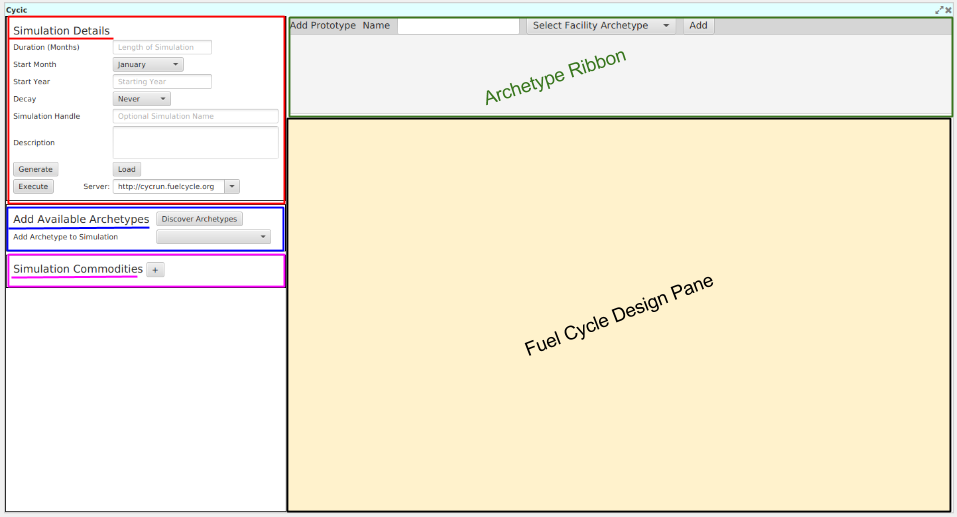 Cycic
Simulation Details
Duration (Months) Length of Simulation
Start Month January
Start Year Starting Year
Decay Never
Simulation Handle Optional Simulation Name
Description
Generate Load
Execute Server: http://cycrun.fuelcycle.org
Add Available Archetypes Discover Archetypes
Add Archetype to Simulation
Simulation Commodities +
Add Prototype Name Select Facility Archetype Add
Archetype Ribbon
Fuel Cycle Design Pane